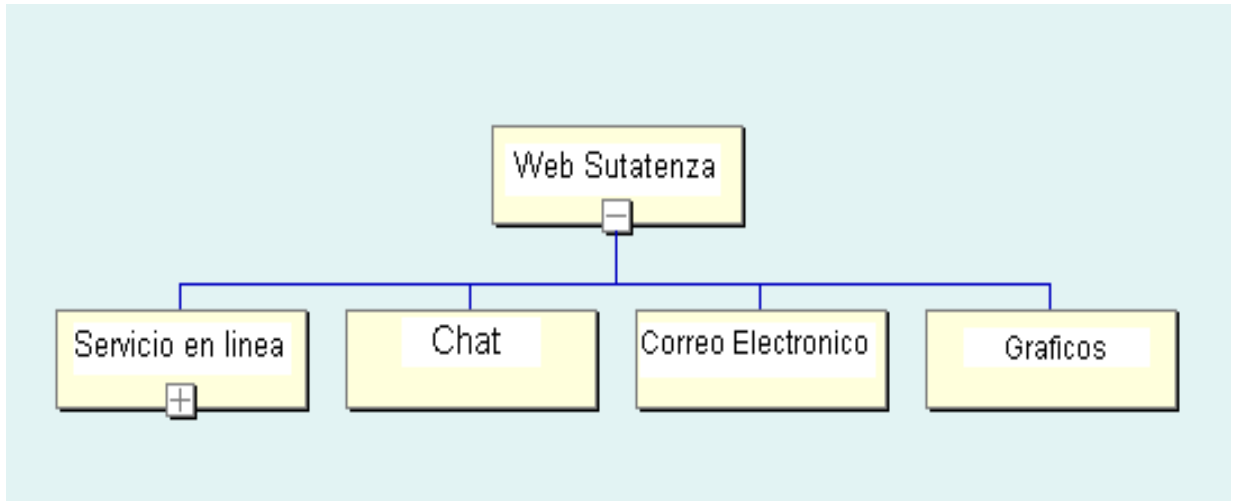 Web Sutatenza
Servicio en linea
Chat
Correo Electronico
Graficos